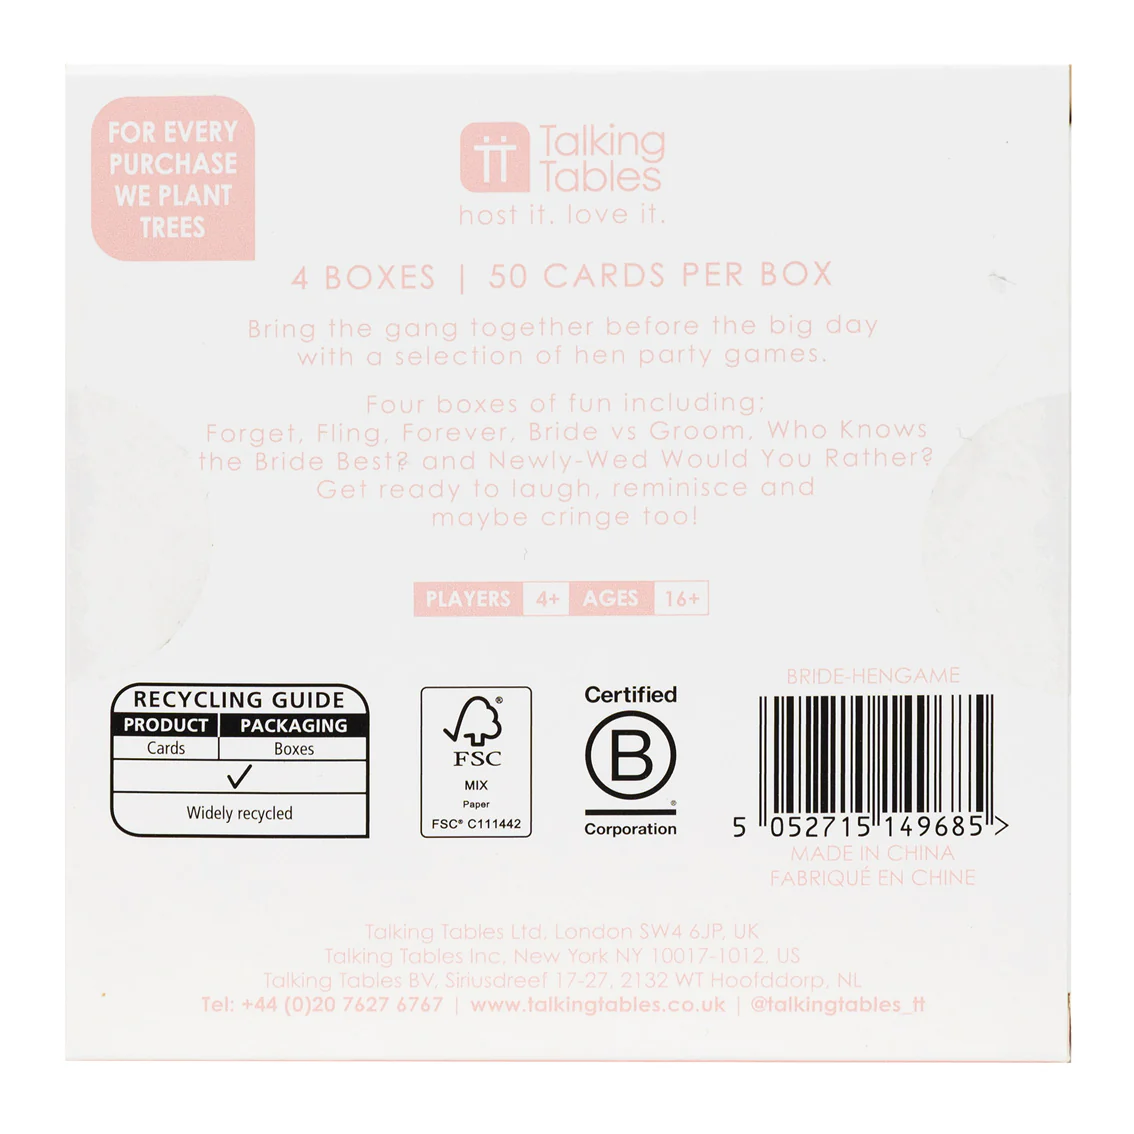 FOR EVERY
PURCHASE
WE PLANT
TREES
Talking
Tables
host it. love it.
4 BOXES | 50 CARDS PER BOX
Bring the gang together before the big day
with a selection of hen party games.
Four boxes of fun including;
Forget, Fling, Forever, Bride vs Groom, Who Knows
the Bride Best? and Newly-Wed Would You Rather?
Get ready to laugh, reminisce and
maybe cringe too!
PLAYERS 4+ AGES 16+
RECYCLING GUIDE
PRODUCT PACKAGING
Cards Boxes
Widely recycled
FSC
MIX
Paper
FSC® C111442
Certified
B
®
Corporation
BRIDE-HENGAME
5 052715 149685 >
MADE IN CHINA
FABRIQUÉ EN CHINE
Talking Tables Ltd, London SW4 6JP, UK
Talking Tables Inc, New York NY 10017-1012. US
Talking Tables BV, Siriusdreef 17-27, 2132 WT Hoofddorp, NL
Tel: +44 (0)20 7627 6767 | www.talkingtables.co.uk | @talkingtables_tt